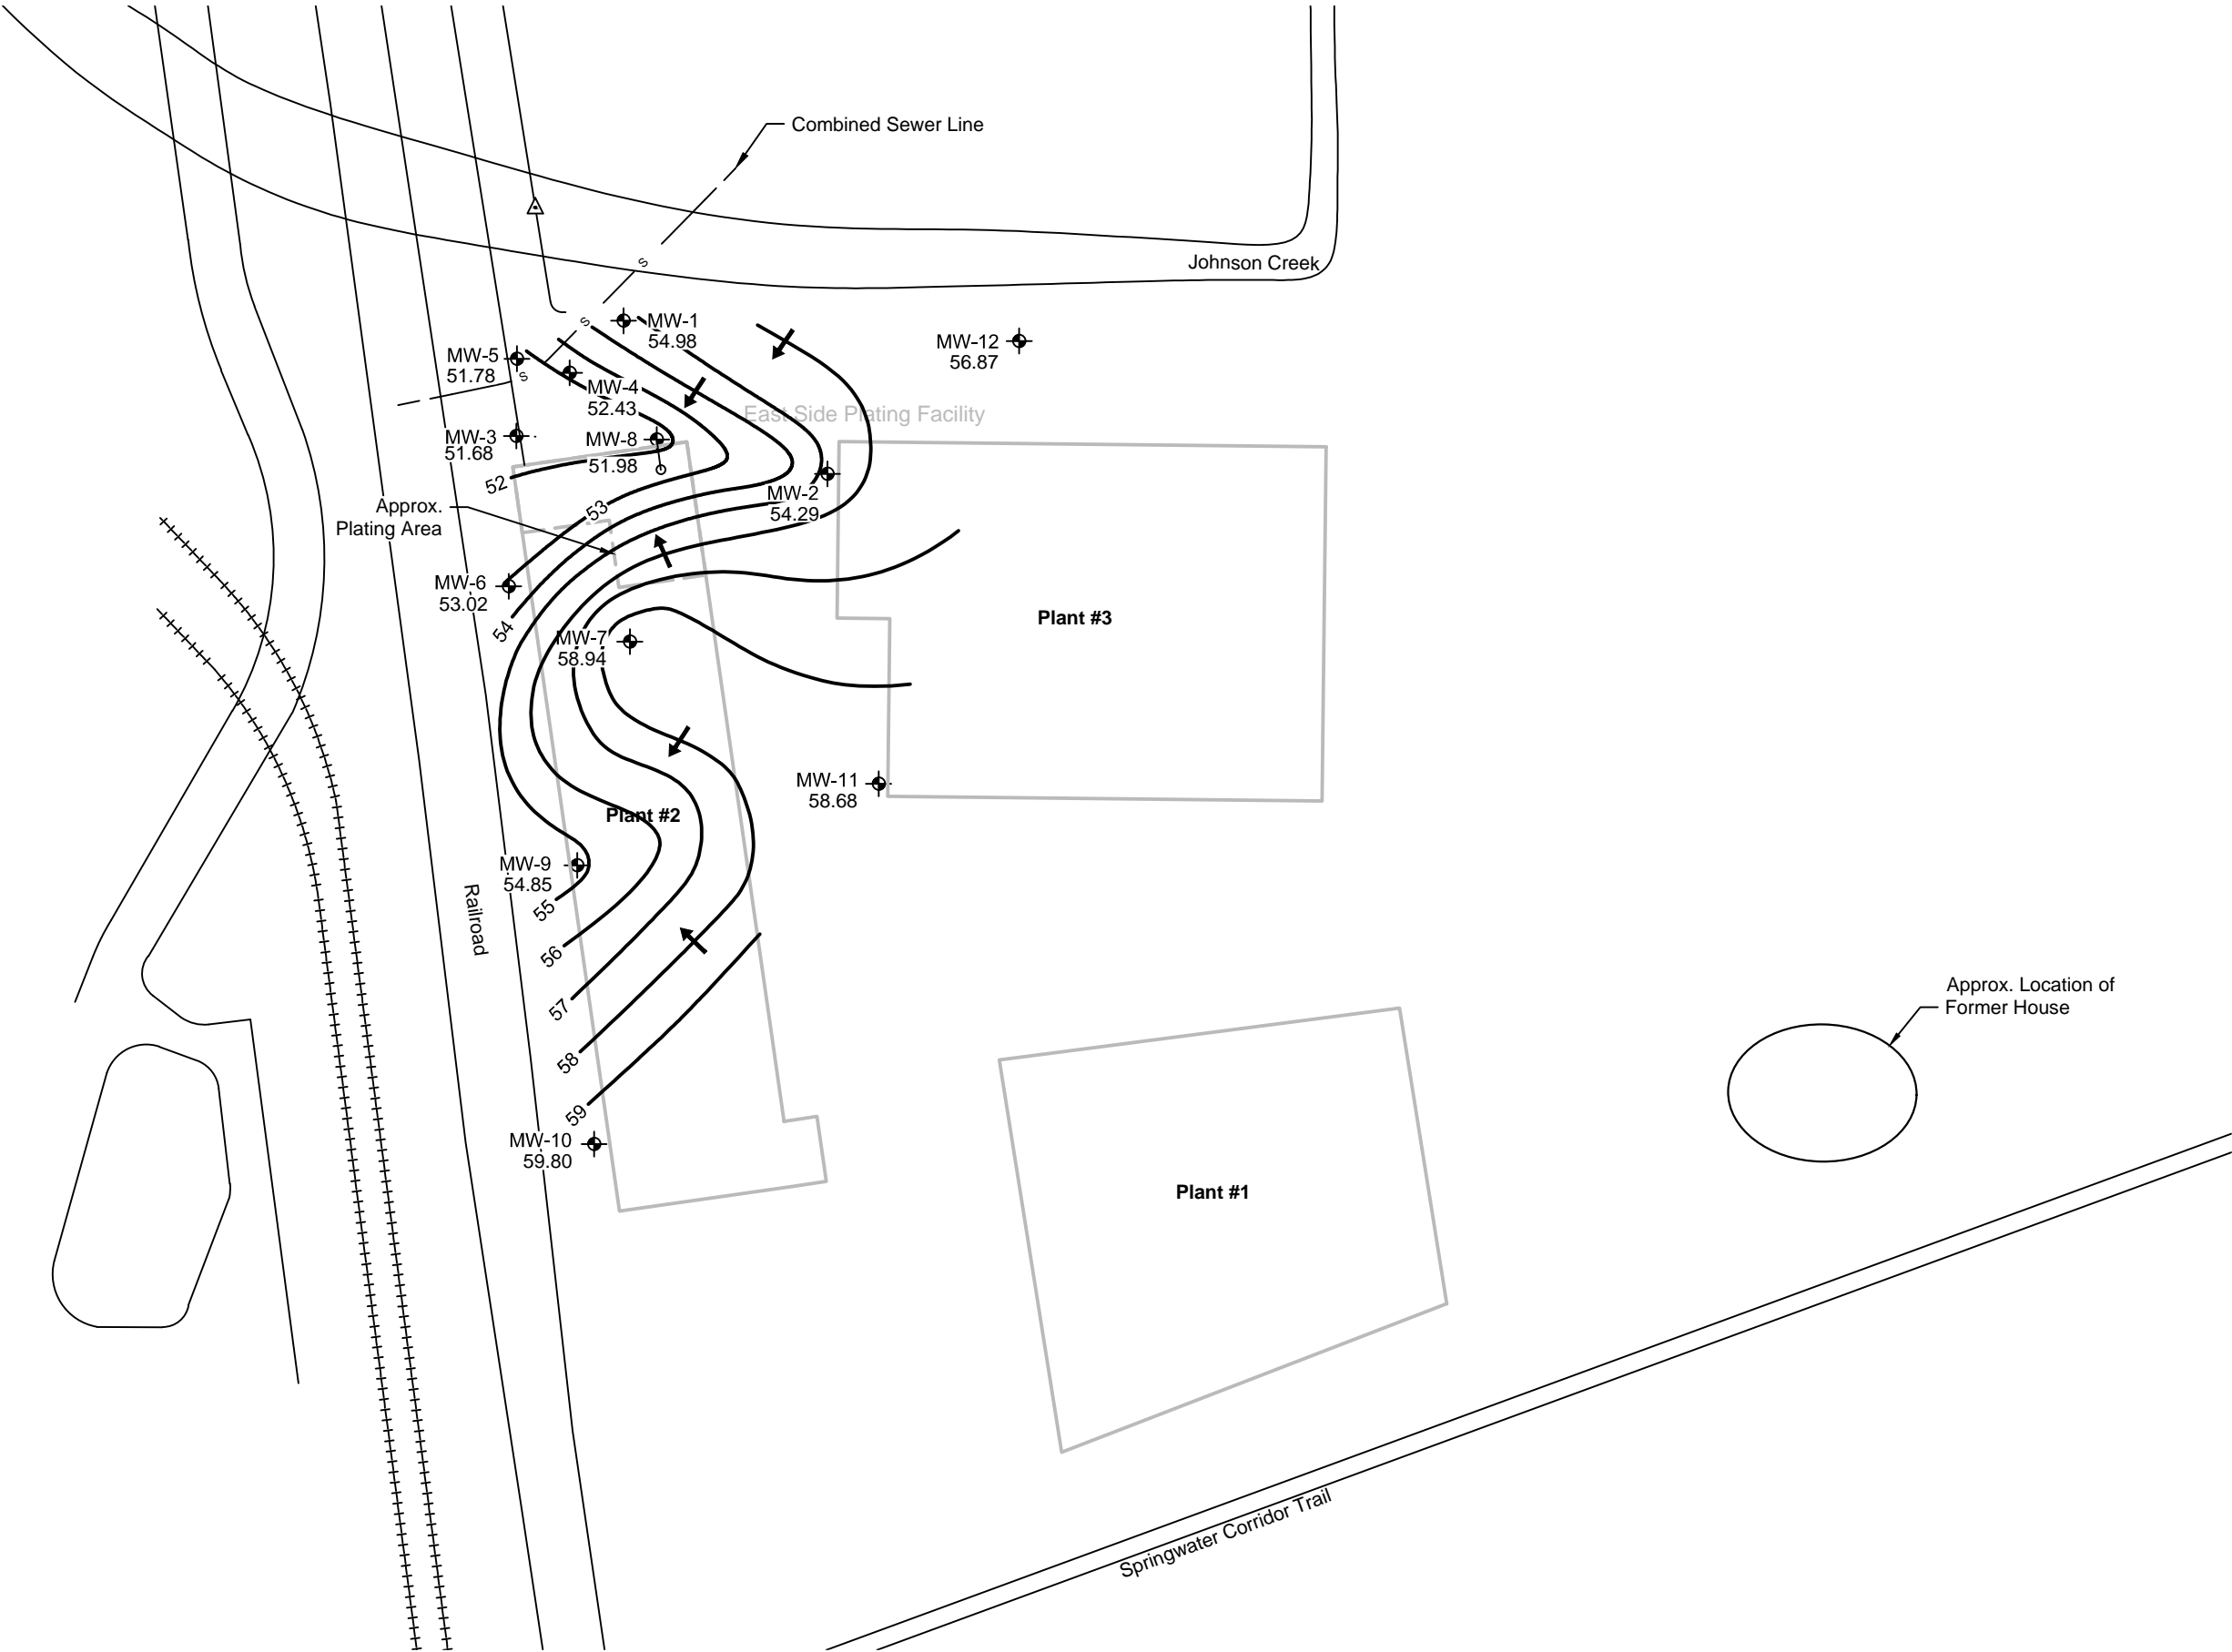 Combined Sewer Line
s
Johnson Creek
s
MW-1
54.98
MW-12
56.87
MW-5
51.78
s
MW-4
52.43
East Side Plating Facility
MW-3
51.68
MW-8
51.98
52
MW-2
54.29
53
Approx.
Plating Area
MW-6
53.02
54
MW-7
58.94
Plant #3
MW-11
58.68
Plant #2
MW-9
54.85
55
Railroad
56
57
58
59
MW-10
59.80
Approx. Location of
Former House
Plant #1
Springwater Corridor Trail